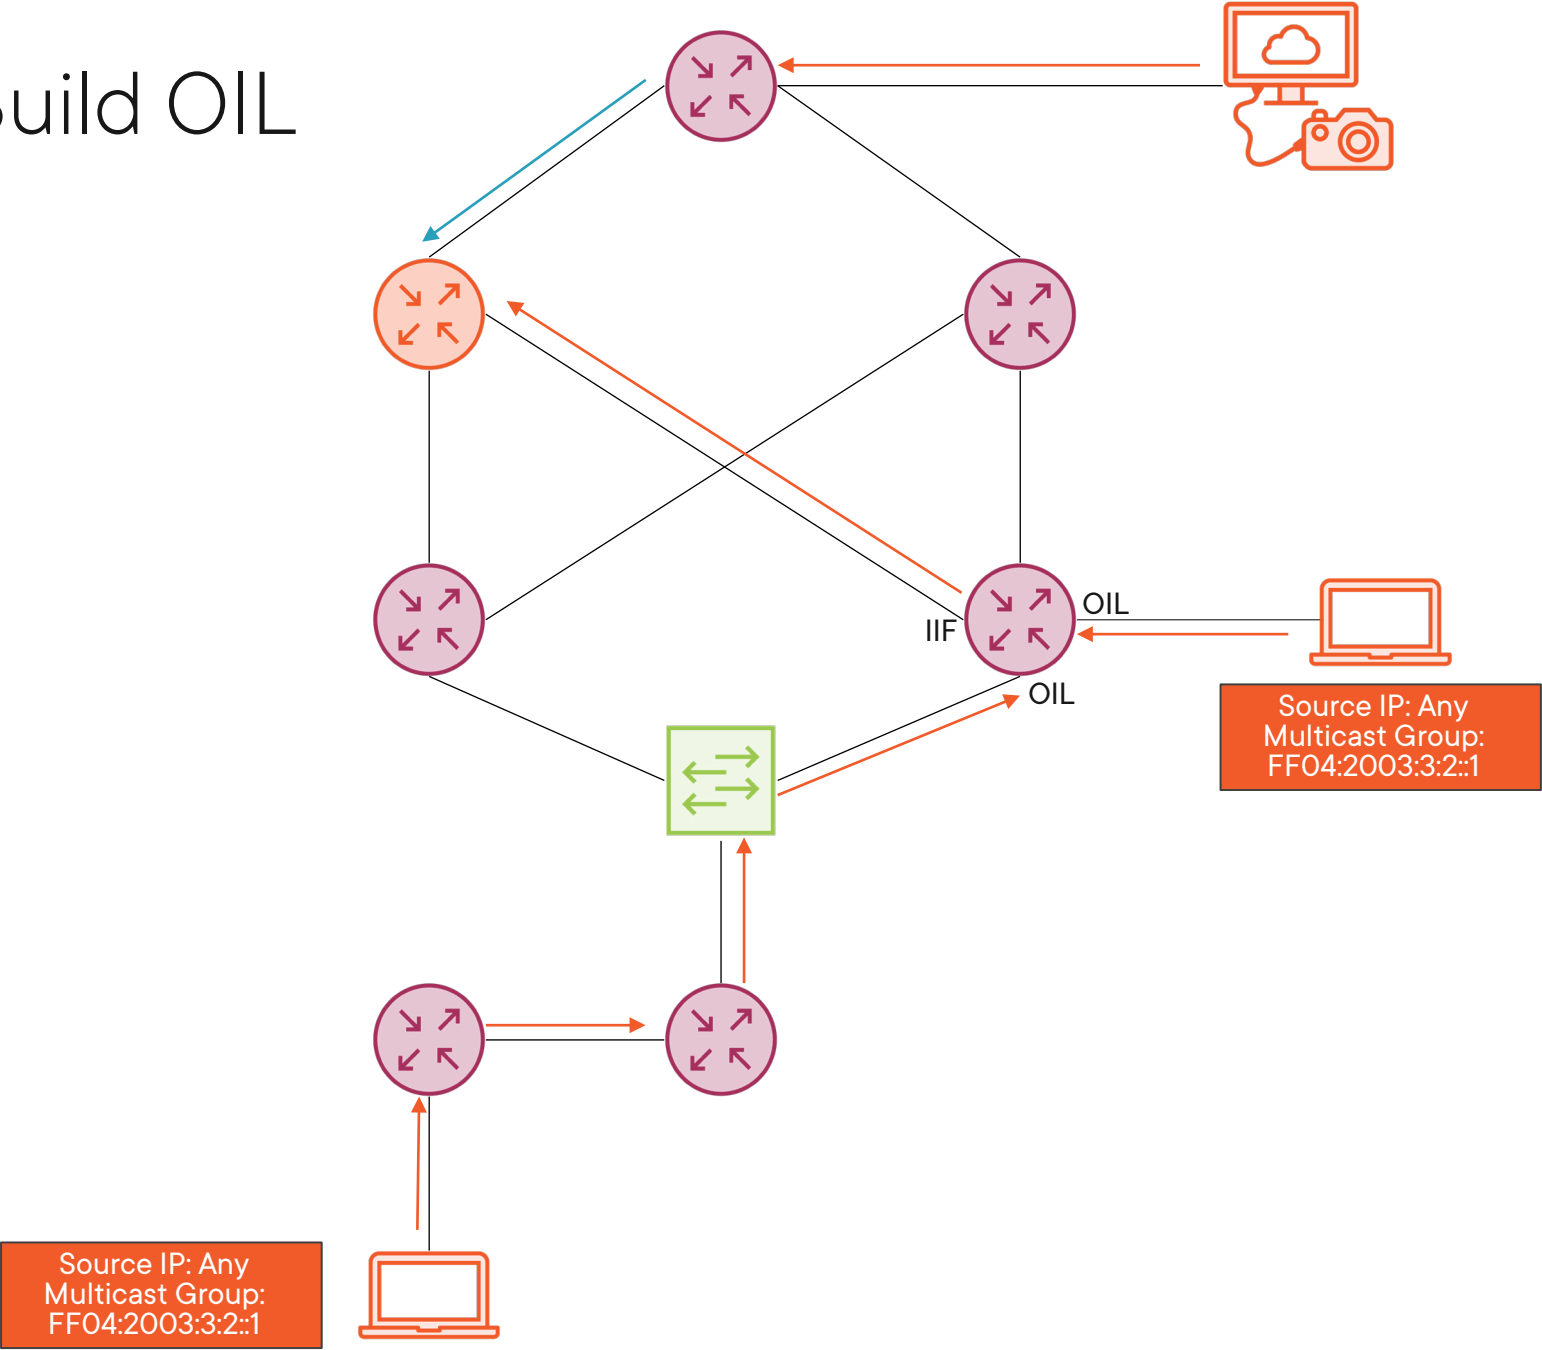 uild OIL
OIL
IIF
OIL
Source IP: Any
Multicast Group:
FF04:2003:3:2::1
Source IP: Any
Multicast Group:
FF04:2003:3:2::1